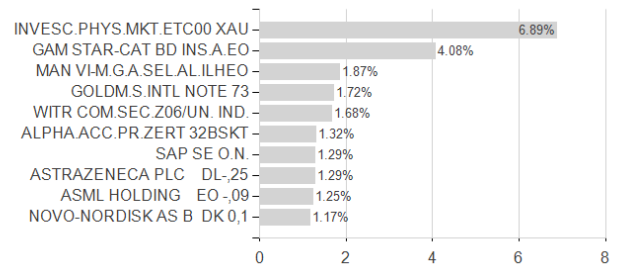 INVESC.PHYS.MKT.ETC00 XAU 6.89%
GAM STAR-CAT BD INS.A.EO 4.08%
MAN VI-M.G.A.SEL.AL.ILHEO 1.87%
GOLDM.S.INTL NOTE 73 1.72%
WITR COM.SEC.Z06/UN. IND. 1.68%
ALPHA.ACC.PR.ZERT 32BSKT 1.32%
SAP SE O.N. 1.29%
ASTRAZENECA PLC DL-,25 1.29%
ASML HOLDING EO -,09 1.25%
NOVO-NORDISK AS B DK 0,1 1.17%
0 2 4 6 8